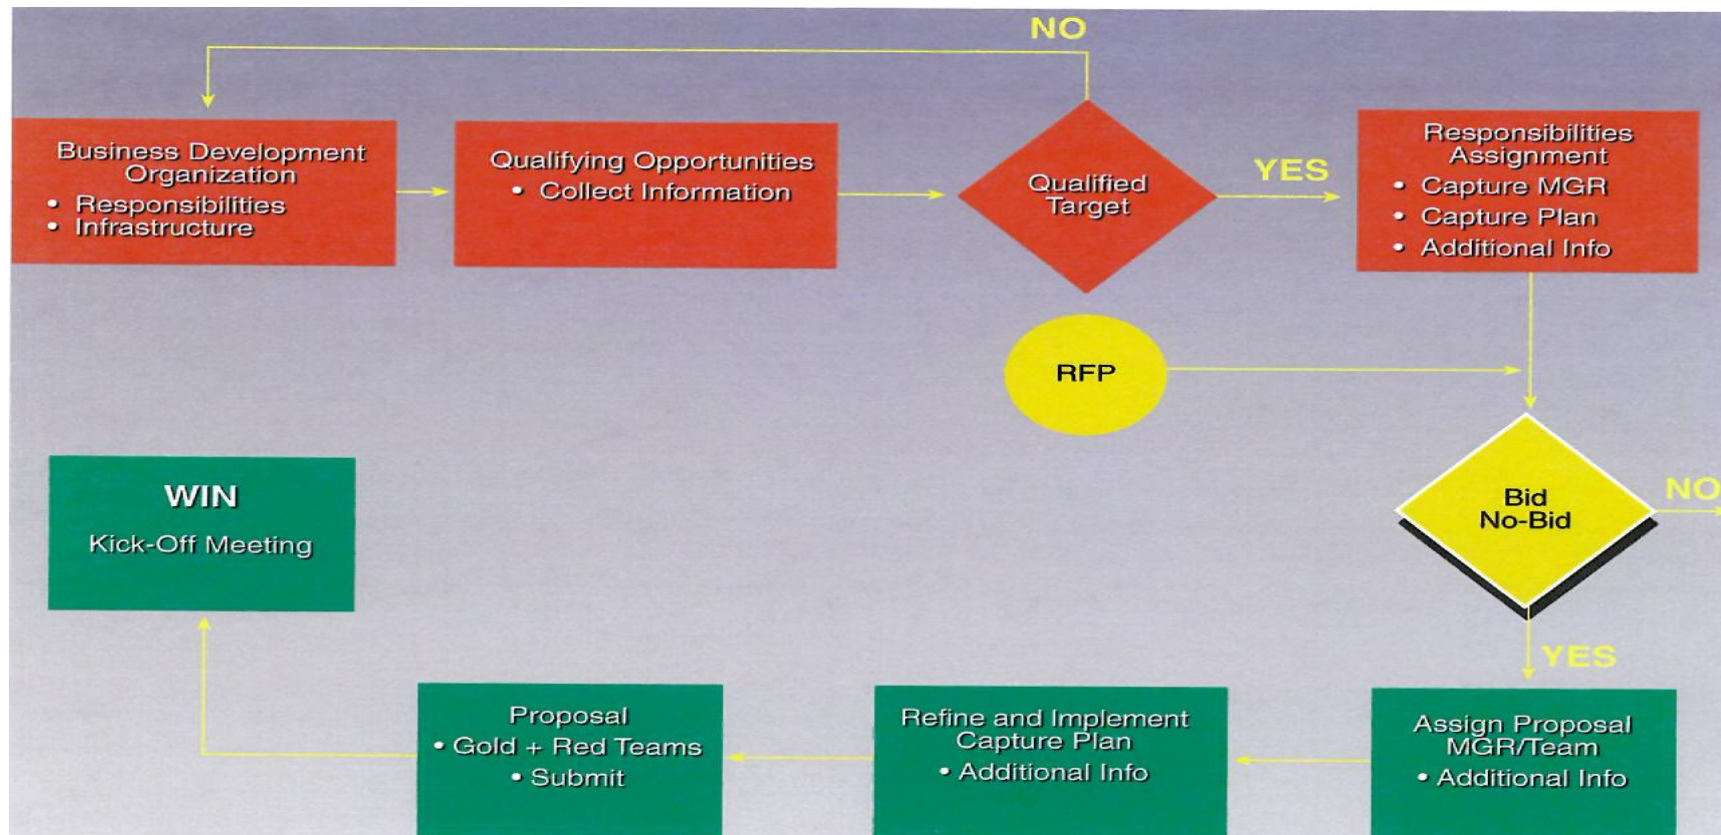 NO
Business Development
Organization
• Responsibilities
• Infrastructure
Qualifying Opportunities
• Collect Information
Qualified
Target
YES
Responsibilities
Assignment
• Capture MGR
• Capture Plan
• Additional Info
RFP
Bid
No-Bid
NO
YES
WIN
Kick-Off Meeting
Proposal
• Gold + Red Teams
• Submit
Refine and Implement
Capture Plan
• Additional Info
Assign Proposal
MGR/Team
• Additional Info